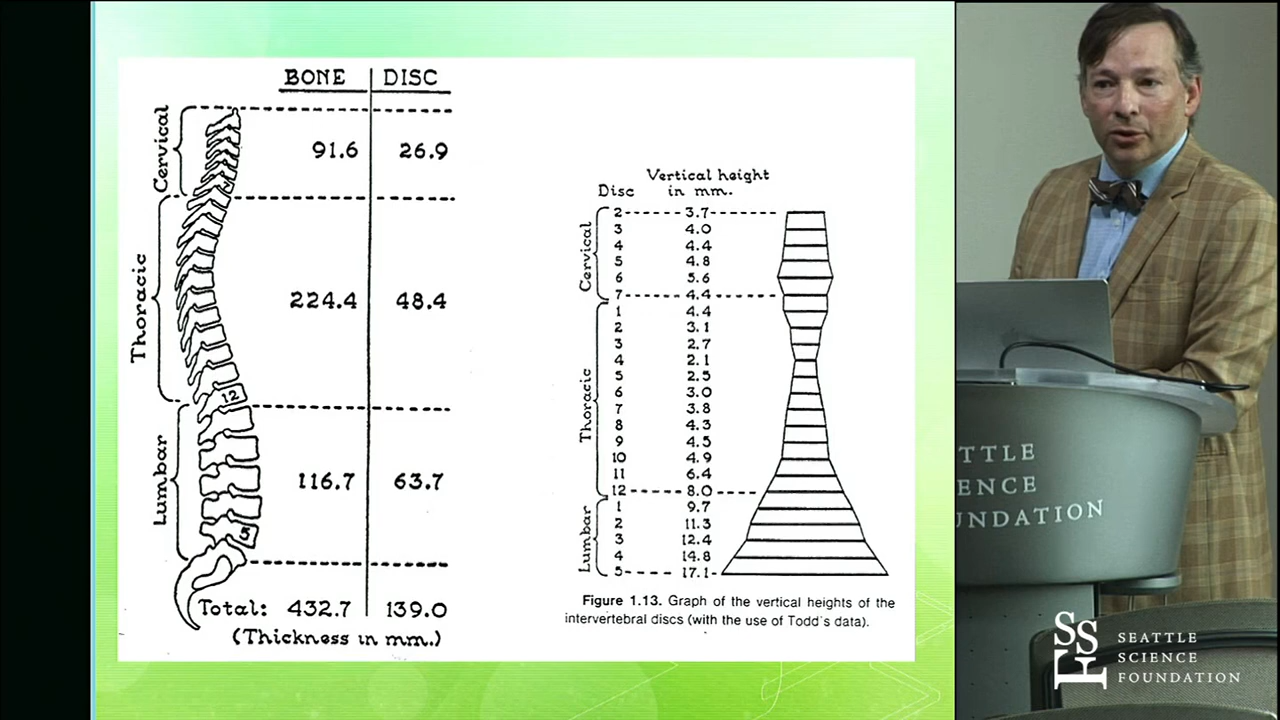 BONE DISC
Cervical 91.6 26.9
Thoracic 224.4 48.4
12
Lumbar 116.7 63.7
5
Total: 432.7 139.0
(Thickness in mm.)
Vertical height
Disc in mm.
Cervical
2 3.7
3 4.0
4 4.4
5 4.8
6 5.6
7 4.4
Thoracic
1 4.4
2 3.1
3 2.7
4 2.1
5 2.5
6 3.0
7 3.8
8 4.3
9 4.5
10 4.9
11 6.4
12 8.0
Lumbar
1 9.7
2 11.3
3 12.4
4 14.8
5 17.1
Figure 1.13. Graph of the vertical heights of the
intervertebral discs (with the use of Todd's data).
TTLE
ENCE
UNDATION
SSF
SEATTLE
SCIENCE
FOUNDATION